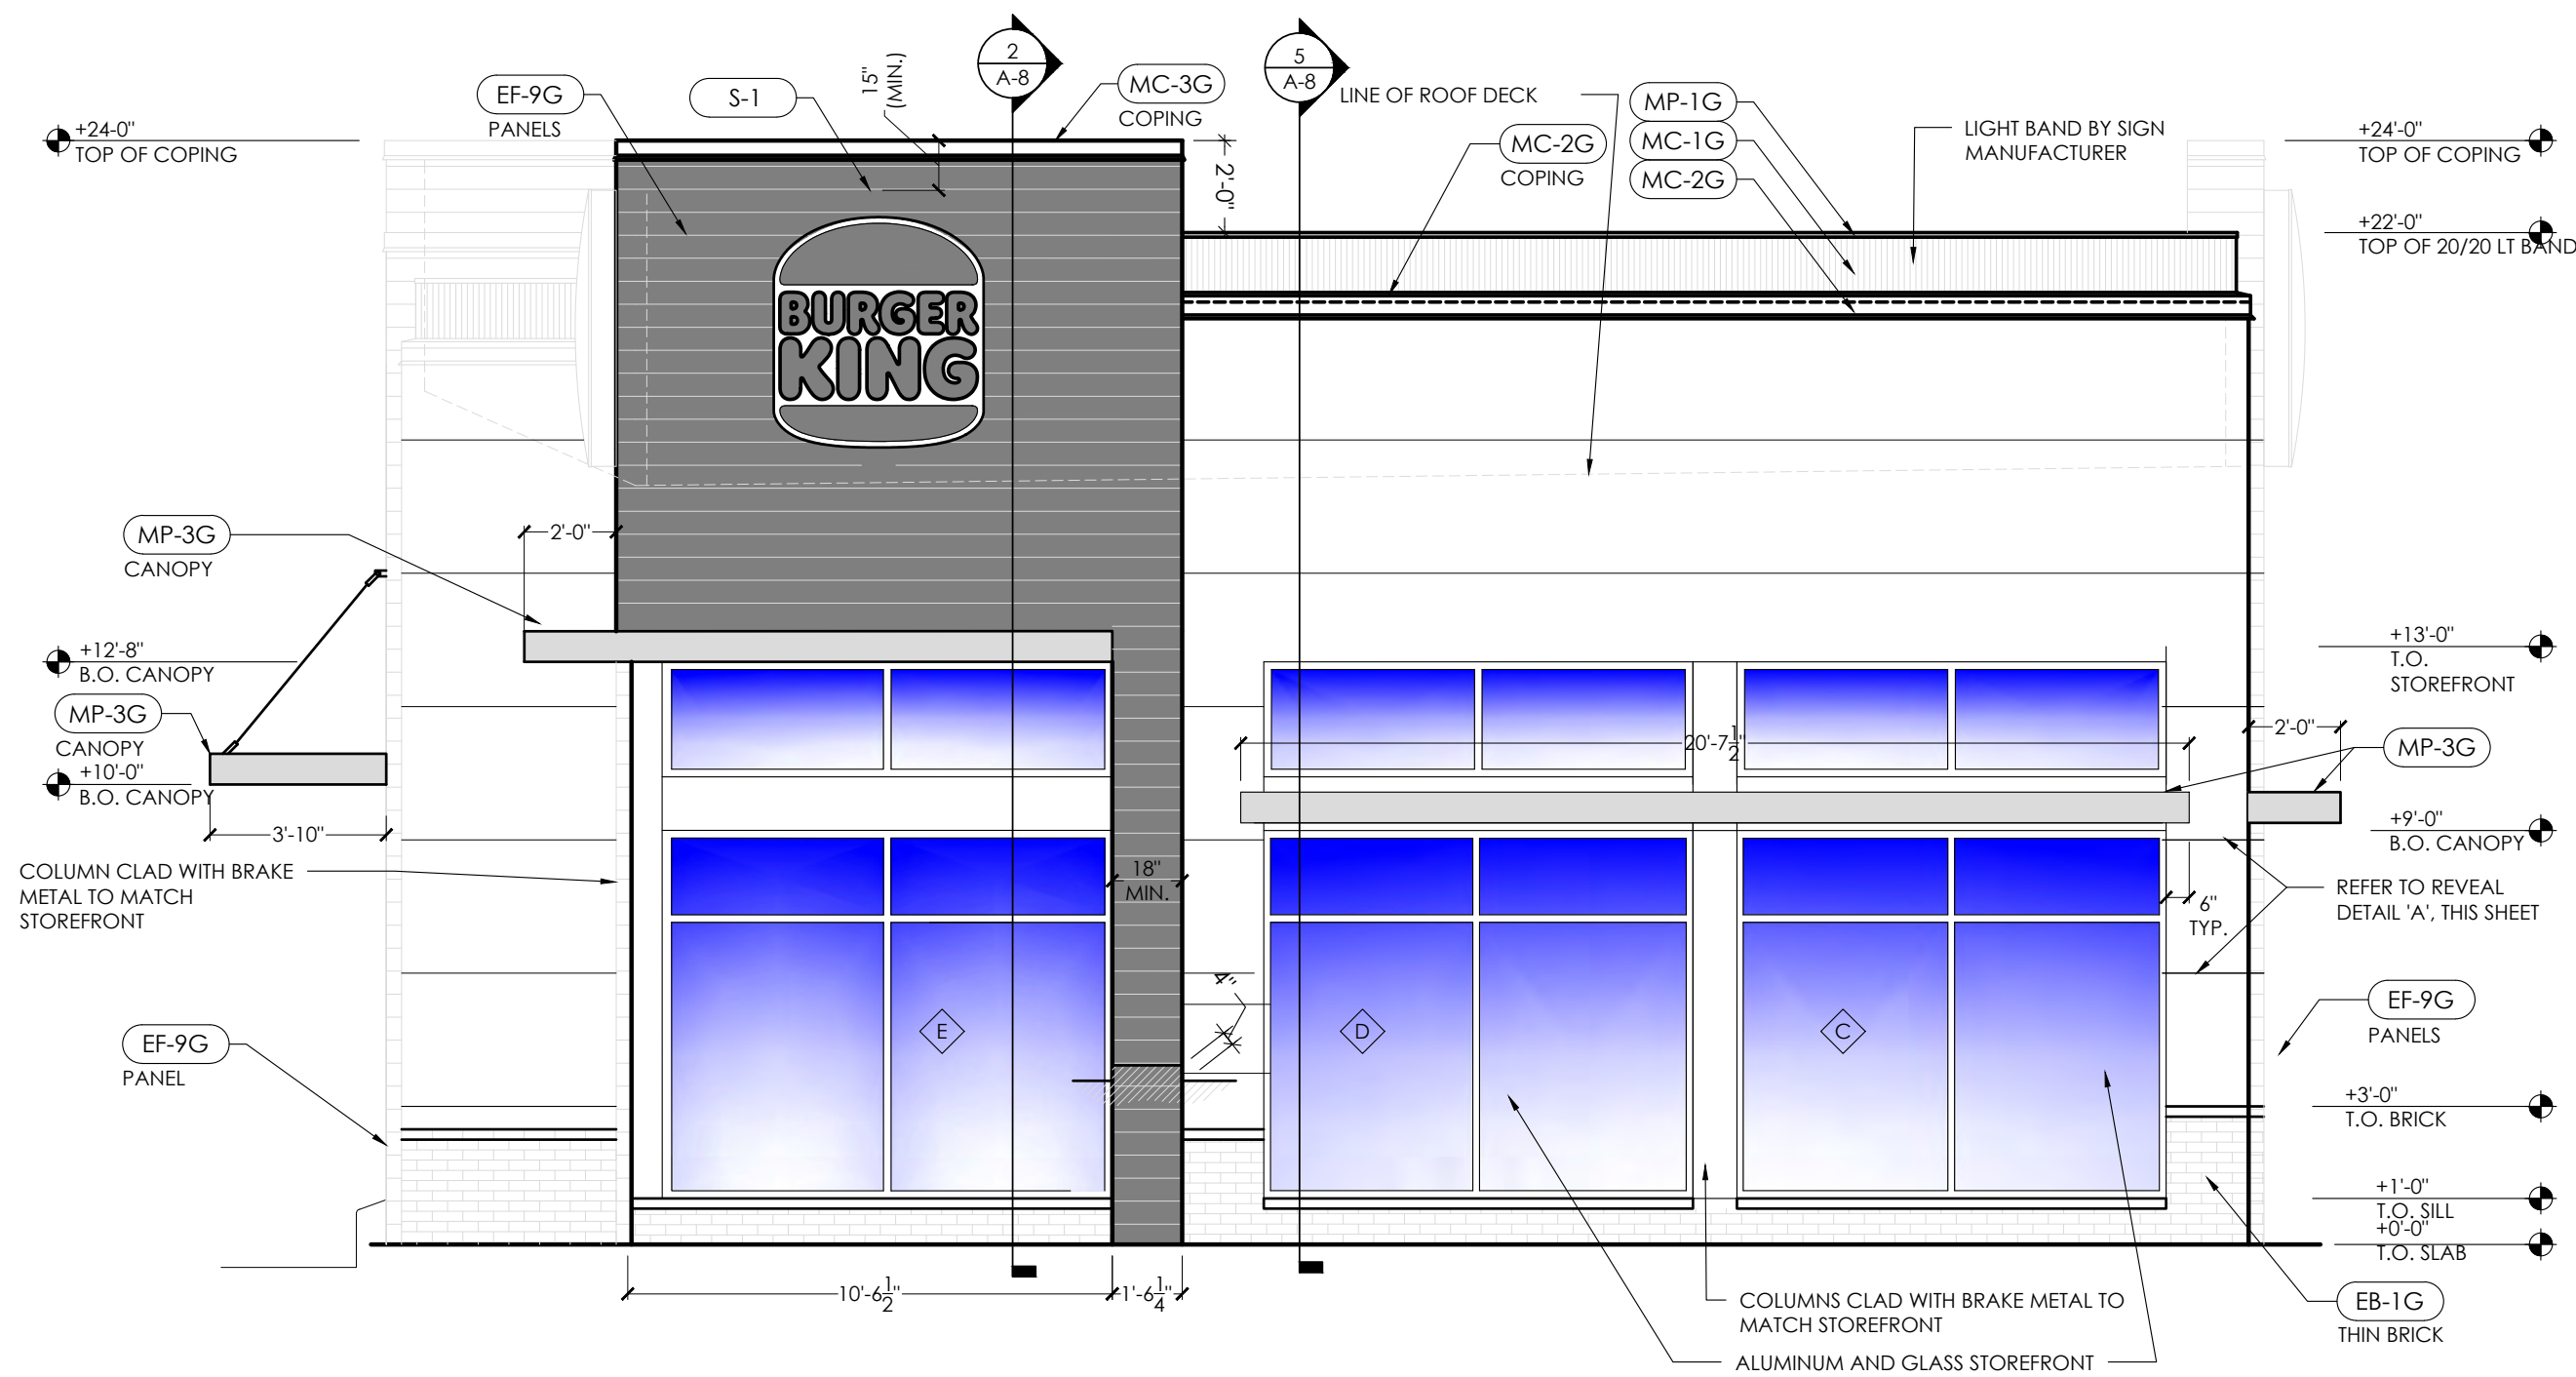 2
A-8
5
A-8
EF-9G
PANELS
S-1
15"
(MIN.)
MC-3G
COPING
LINE OF ROOF DECK
MC-2G
COPING
MP-1G
MC-1G
MC-2G
LIGHT BAND BY SIGN
MANUFACTURER
+24-0"
TOP OF COPING
+24'-0"
TOP OF COPING
2'-0"
+22'-0"
TOP OF 20/20 LT BAND
BURGER
KING
MP-3G
CANOPY
2'-0"
+12'-8"
B.O. CANOPY
MP-3G
CANOPY
+10'-0"
B.O. CANOPY
3'-10"
+13'-0"
T.O.
STOREFRONT
20'-7 1/2"
2'-0"
MP-3G
+9'-0"
B.O. CANOPY
COLUMN CLAD WITH BRAKE
METAL TO MATCH
STOREFRONT
18"
MIN.
6"
TYP.
REFER TO REVEAL
DETAIL 'A', THIS SHEET
4"
EF-9G
PANEL
E
D
C
EF-9G
PANELS
+3'-0"
T.O. BRICK
+1'-0"
T.O. SILL
+0'-0"
T.O. SLAB
10'-6 1/2"
1'-6 1/4"
COLUMNS CLAD WITH BRAKE METAL TO
MATCH STOREFRONT
ALUMINUM AND GLASS STOREFRONT
EB-1G
THIN BRICK